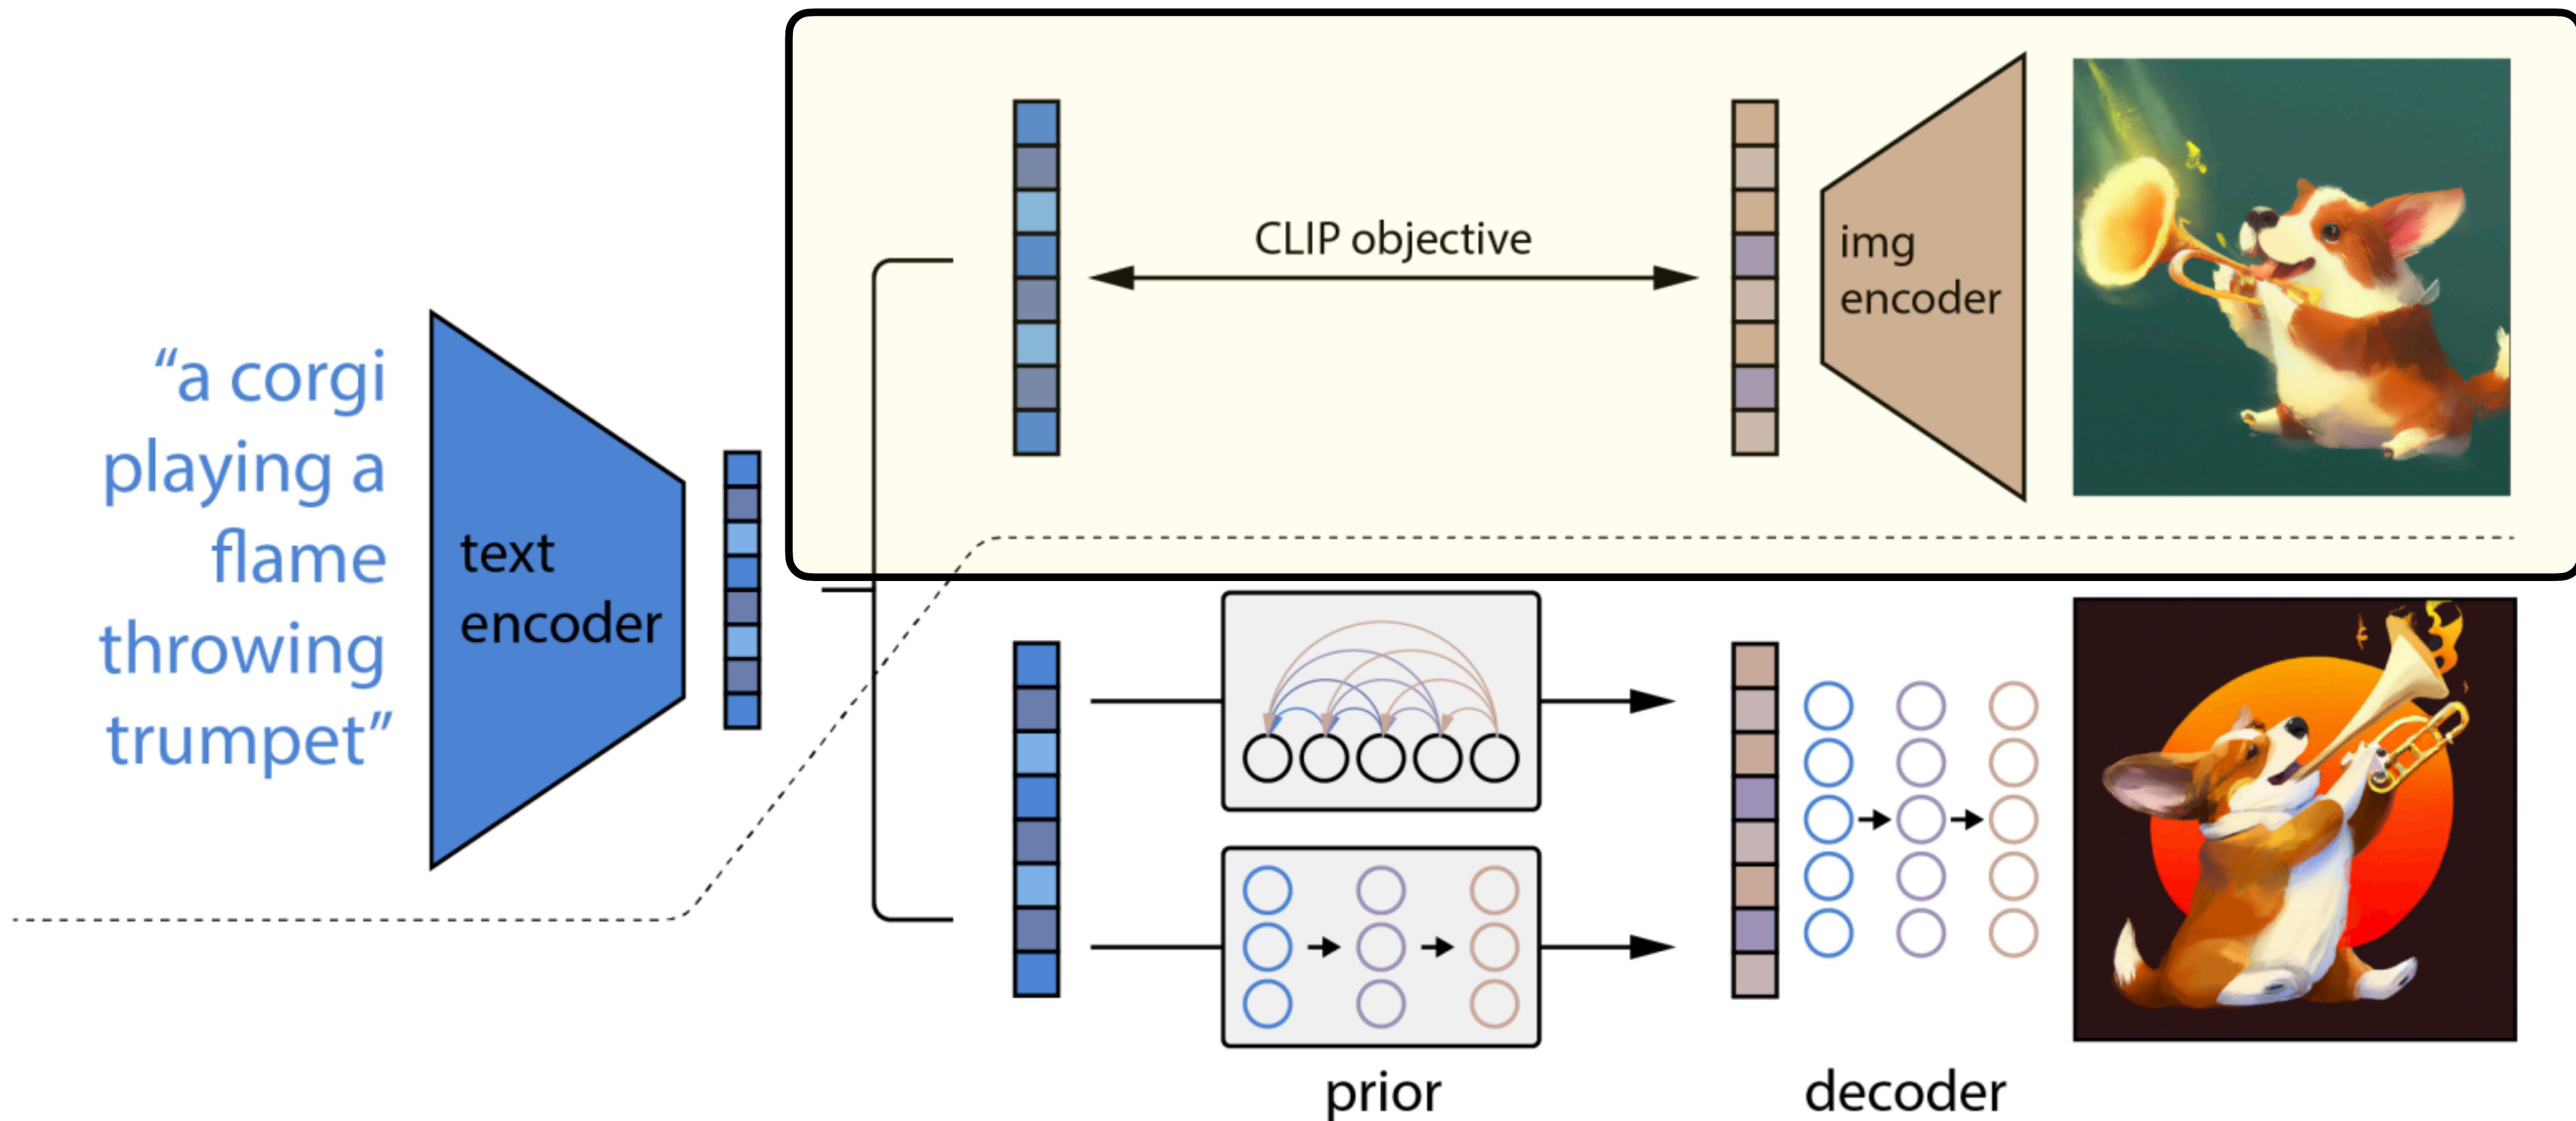 “a corgi
playing a
flame
throwing
trumpet”
text
encoder
CLIP objective
img
encoder
prior
decoder